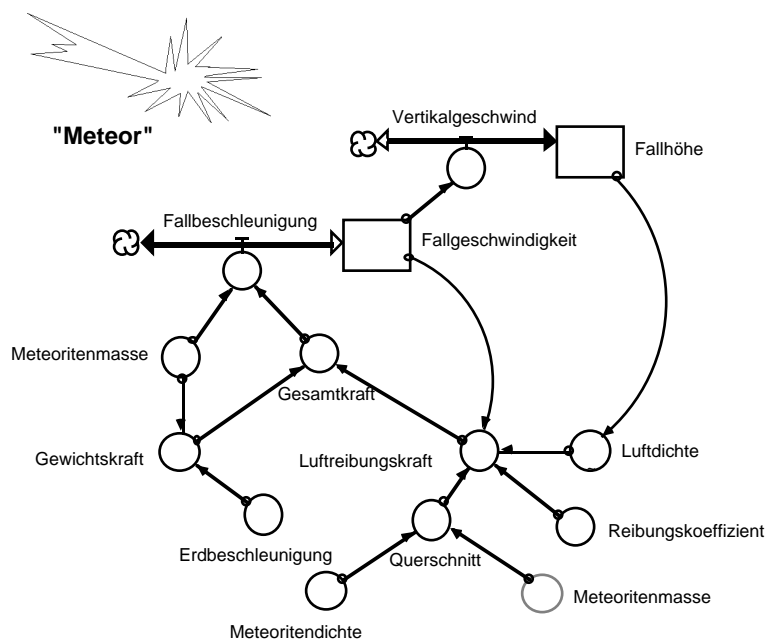 "Meteor"
Vertikalgeschwind
Fallhöhe
Fallbeschleunigung
Fallgeschwindigkeit
Meteoritenmasse
Gesamtkraft
Gewichtskraft
Luftreibungskraft
Luftdichte
Reibungskoeffizient
Erdbeschleunigung
Querschnitt
Meteoritenmasse
Meteoritendichte